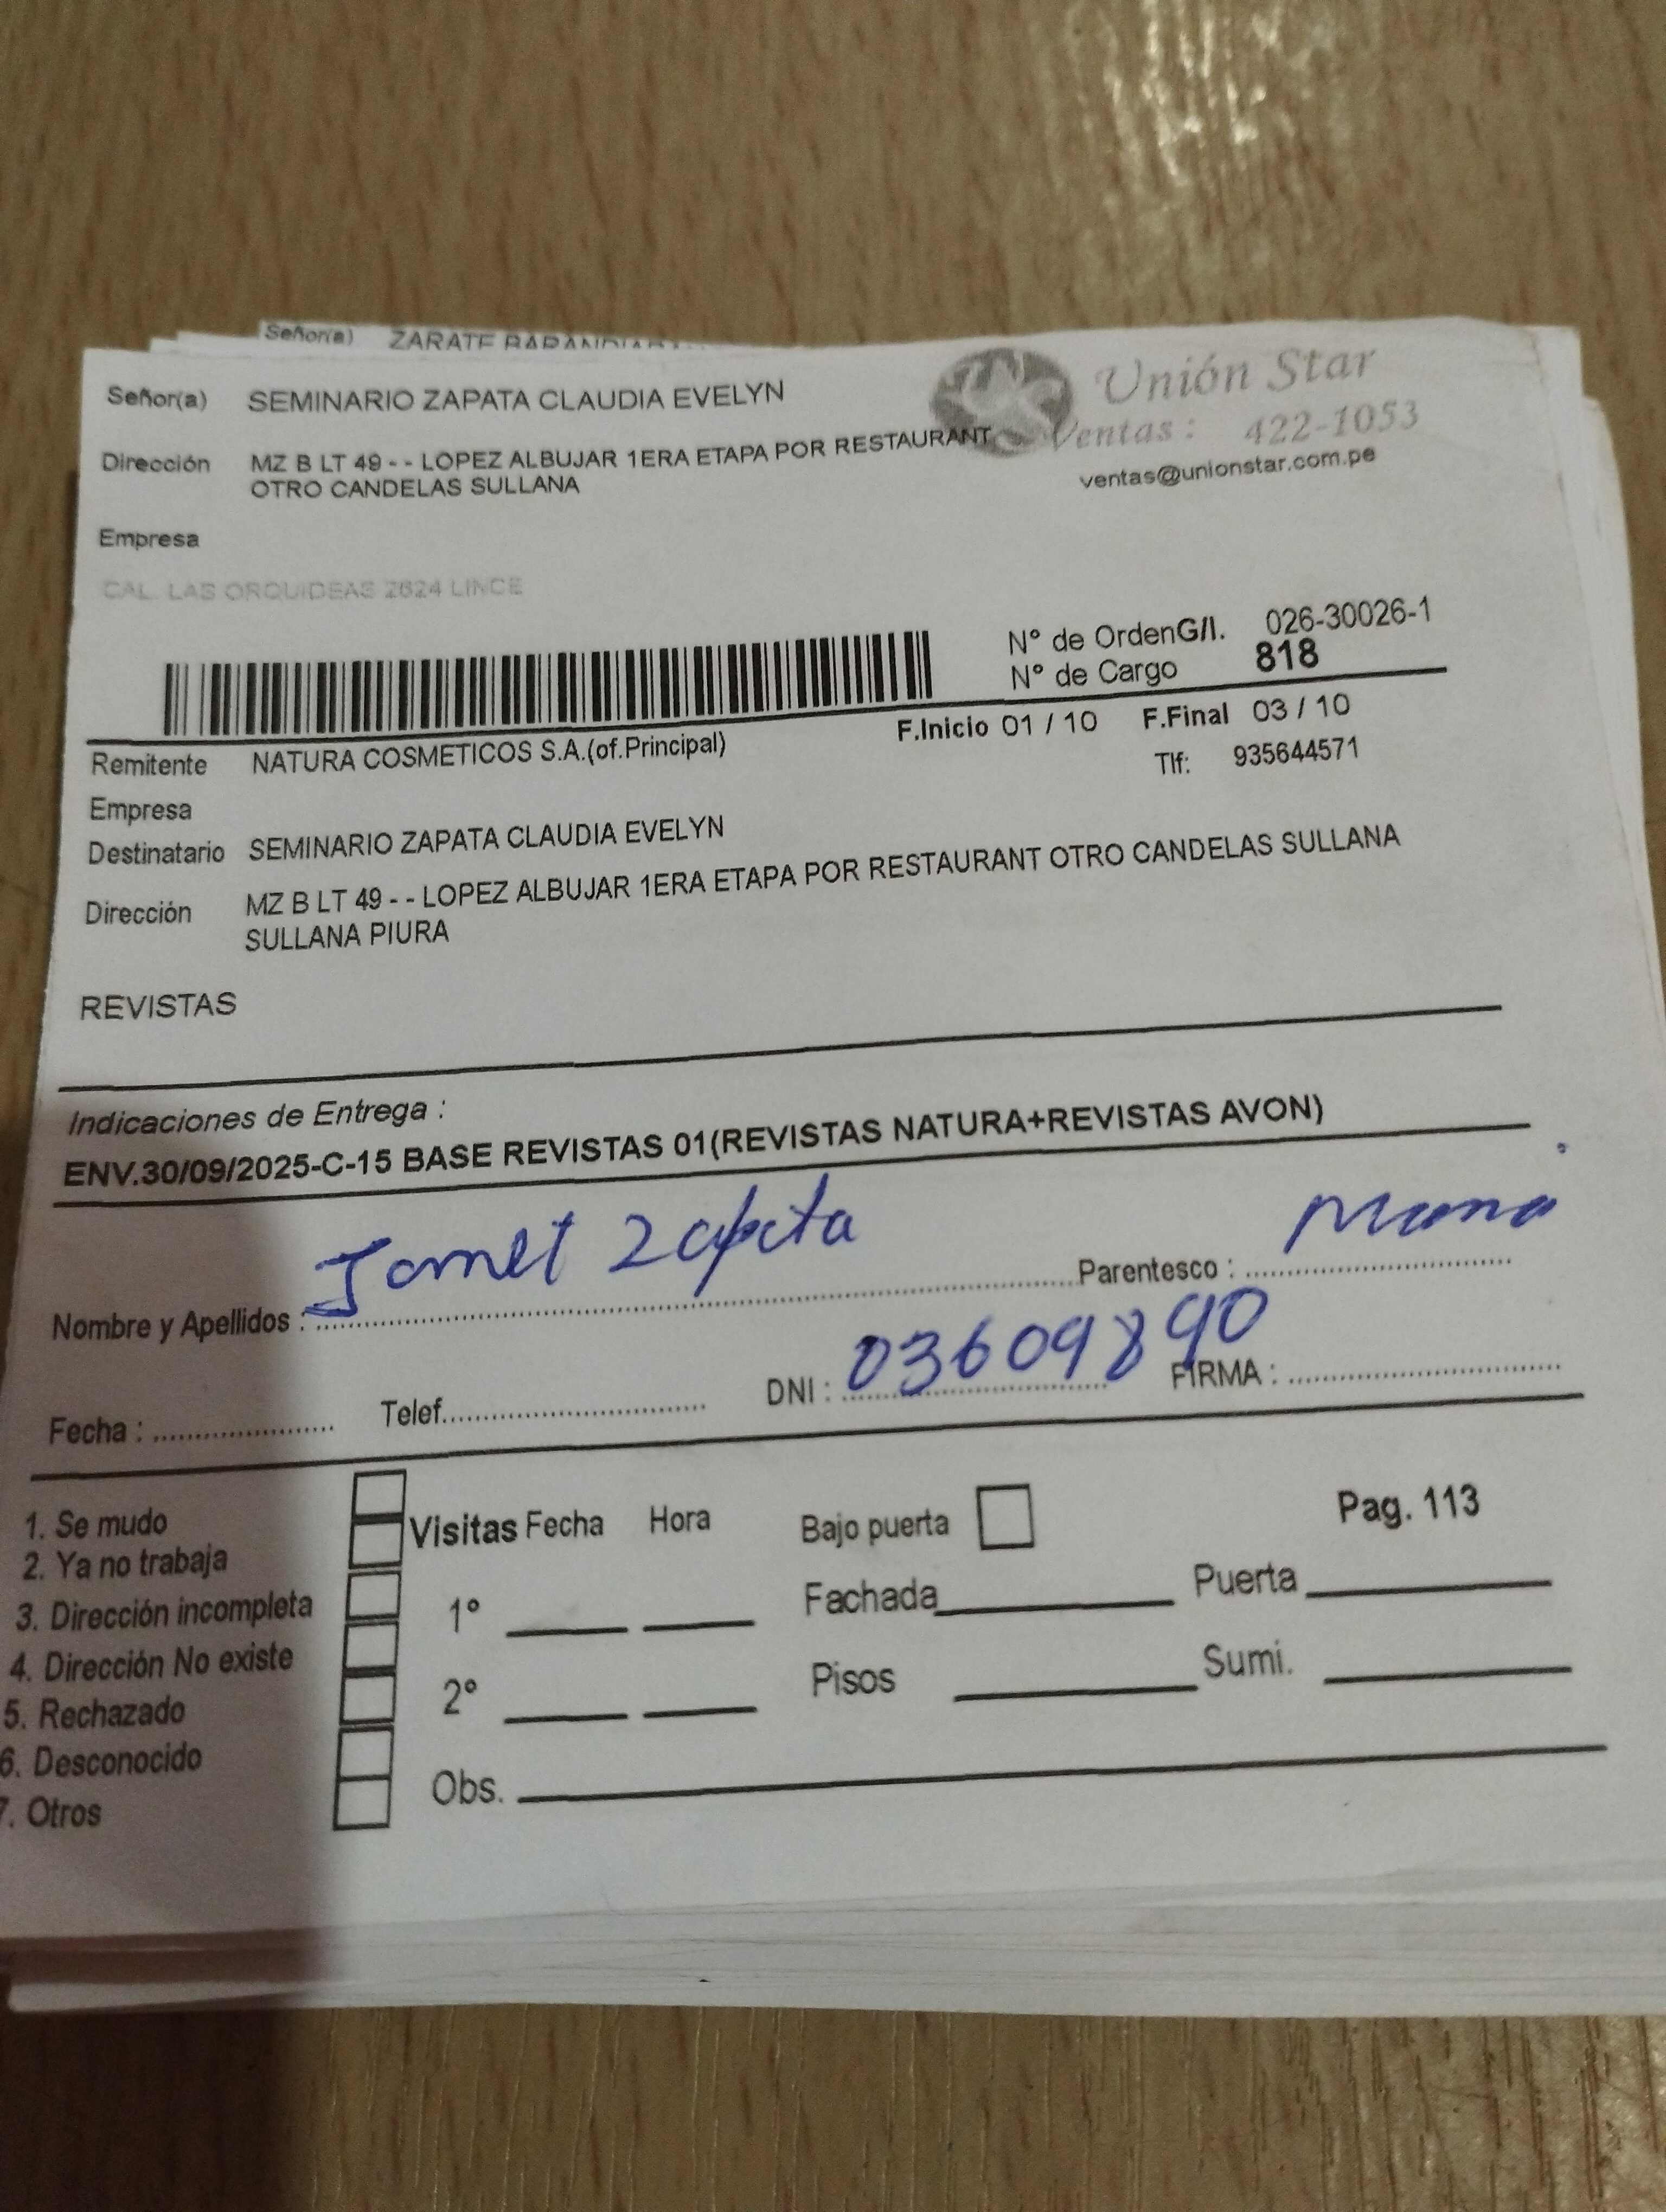 Señor(a) ZARATE
Señor(a) SEMINARIO ZAPATA CLAUDIA EVELYN
Unión Star
Ventas : 422-1053
ventas@unionstar.com.pe
Dirección MZ B LT 49 - - LOPEZ ALBUJAR 1ERA ETAPA POR RESTAURANT
OTRO CANDELAS SULLANA
Empresa
CAL. LAS ORQUIDEAS 2624 LINCE
N° de OrdenG/I. 026-30026-1
N° de Cargo 818
F.Inicio 01 / 10 F.Final 03 / 10
Remitente NATURA COSMETICOS S.A.(of.Principal)
Tlf: 935644571
Empresa
Destinatario SEMINARIO ZAPATA CLAUDIA EVELYN
Dirección MZ B LT 49 - - LOPEZ ALBUJAR 1ERA ETAPA POR RESTAURANT OTRO CANDELAS SULLANA
SULLANA PIURA
REVISTAS
Indicaciones de Entrega :
ENV.30/09/2025-C-15 BASE REVISTAS 01(REVISTAS NATURA+REVISTAS AVON)
Nombre y Apellidos : Janet Zapata Parentesco : Mama
Fecha : Telef. DNI : 03609890 FIRMA :
1. Se mudo
2. Ya no trabaja
3. Dirección incompleta
4. Dirección No existe
5. Rechazado
6. Desconocido
7. Otros
Visitas Fecha Hora
1°
2°
Obs.
Bajo puerta
Pag. 113
Fachada Puerta
Pisos Sumi.